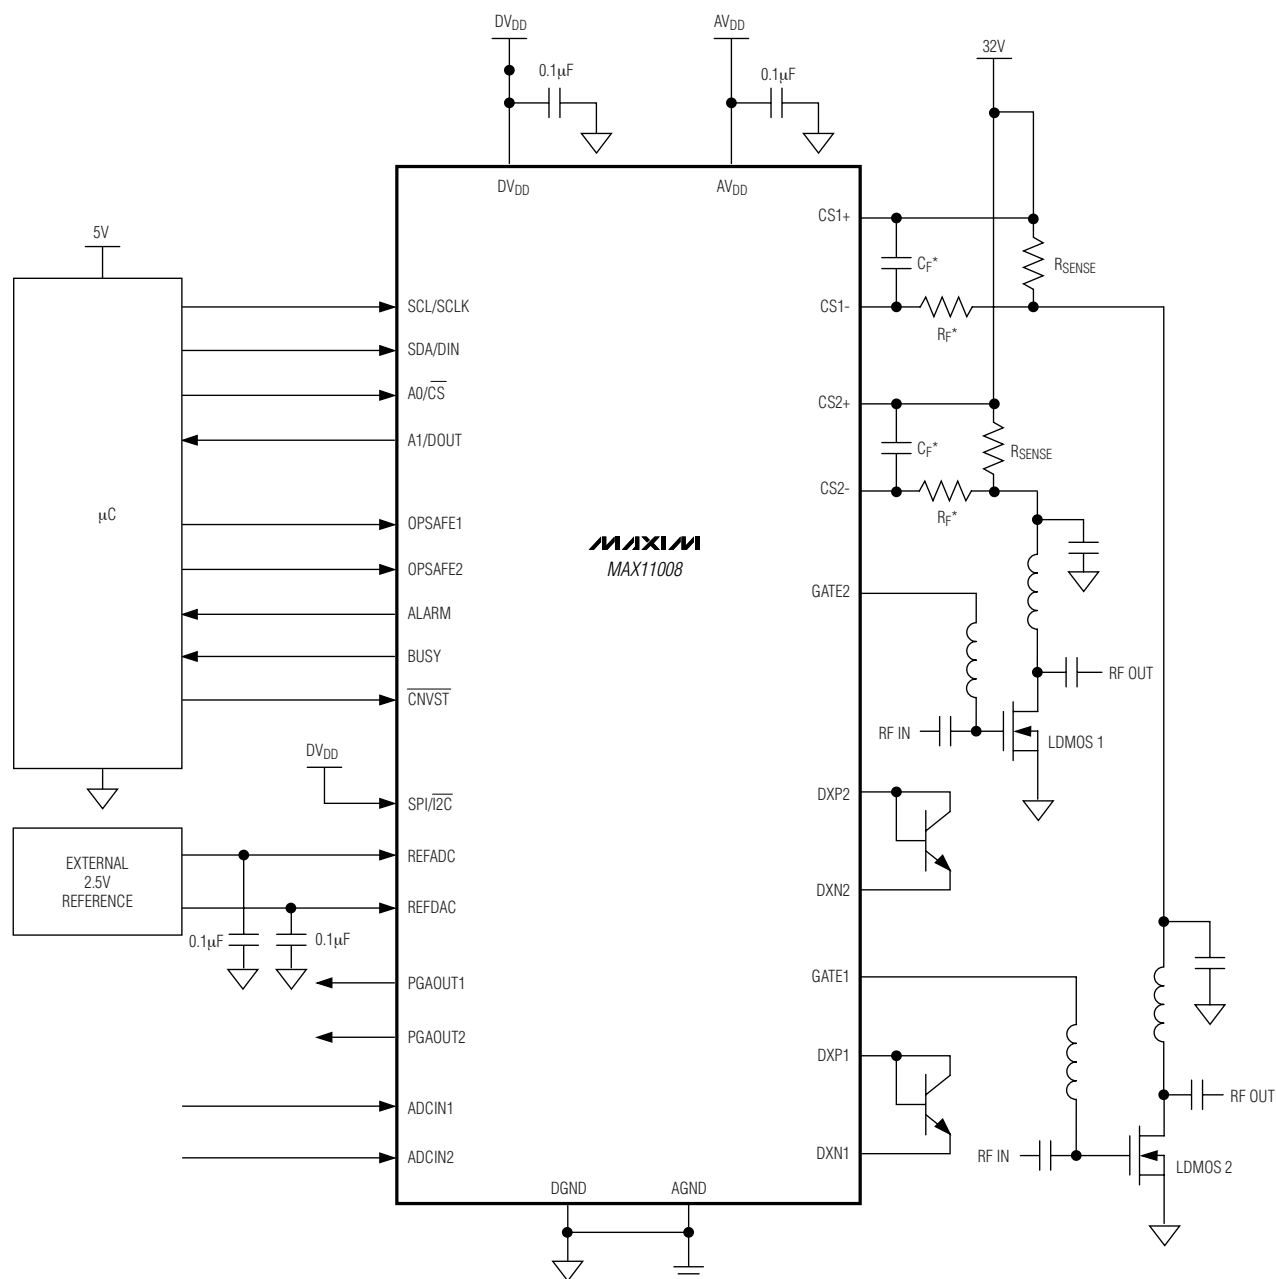 DVDD
AVDD
32V
0.1µF
0.1µF
DVDD
AVDD
CS1+
5V
CF*
RSENSE
SCL/SCLK
CS1-
RF*
SDA/DIN
A0/CS
CS2+
A1/DOUT
CF*
RSENSE
CS2-
µC
RF*
OPSAFE1
MAXIM
MAX11008
OPSAFE2
GATE2
ALARM
BUSY
RF OUT
CNVST
RF IN
LDMOS 1
DVDD
DXP2
SPI/I2C
EXTERNAL
2.5V
REFERENCE
REFADC
DXN2
REFDAC
0.1µF
0.1µF
GATE1
PGAOUT1
PGAOUT2
DXP1
RF OUT
ADCIN1
DXN1
RF IN
ADCIN2
LDMOS 2
DGND
AGND